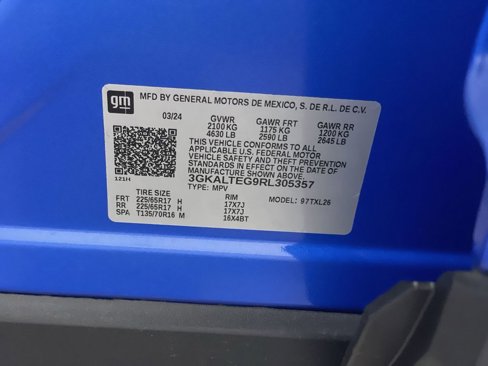 gm
MFD BY GENERAL MOTORS DE MEXICO, S. DE R.L. DE C.V.
03/24 GVWR GAWR FRT GAWR RR
2100 KG 1175 KG 1200 KG
4630 LB 2590 LB 2645 LB
THIS VEHICLE CONFORMS TO ALL
APPLICABLE U.S. FEDERAL MOTOR
VEHICLE SAFETY AND THEFT PREVENTION
STANDARDS IN EFFECT ON THE DATE OF
MANUFACTURE SHOWN ABOVE.
3GKALTEG9RL305357
121H TYPE: MPV
TIRE SIZE RIM MODEL: 97TXL26
FRT 225/65R17 H 17X7J
RR 225/65R17 H 17X7J
SPA T135/70R16 M 16X4BT